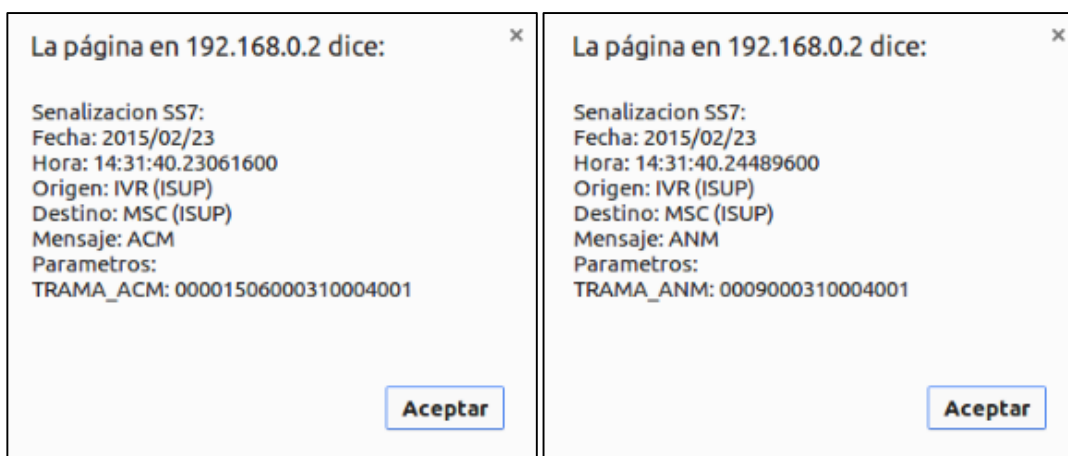 La página en 192.168.0.2 dice:
×
Senalizacion SS7:
Fecha: 2015/02/23
Hora: 14:31:40.23061600
Origen: IVR (ISUP)
Destino: MSC (ISUP)
Mensaje: ACM
Parametros:
TRAMA_ACM: 00001506000310004001
Aceptar
La página en 192.168.0.2 dice:
×
Senalizacion SS7:
Fecha: 2015/02/23
Hora: 14:31:40.24489600
Origen: IVR (ISUP)
Destino: MSC (ISUP)
Mensaje: ANM
Parametros:
TRAMA_ANM: 0009000310004001
Aceptar